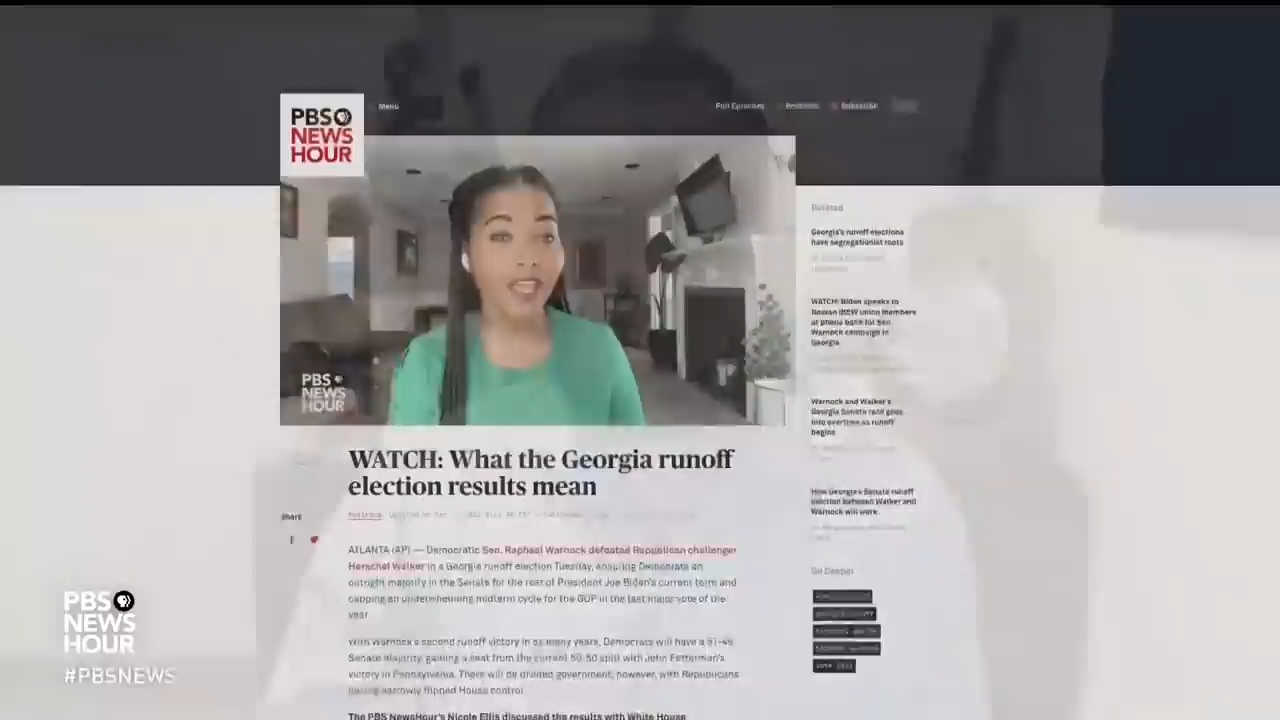 PBS
NEWS
HOUR
Menu
Full Episodes
Podcasts
Subscribe
PBS
NEWS
HOUR
WATCH: What the Georgia runoff
election results mean
Share
Politics
ATLANTA (AP) — Democratic Sen. Raphael Warnock defeated Republican challenger
Herschel Walker in a Georgia runoff election Tuesday, ensuring Democrats an
outright majority in the Senate for the rest of President Joe Biden's current term and
capping an underwhelming midterm cycle for the GOP in the last major vote of the
year.
With Warnock's second runoff victory in as many years, Democrats will have a 51-49
Senate majority, gaining a seat from the current 50-50 split with John Fetterman's
victory in Pennsylvania. There will be divided government, however, with Republicans
having narrowly flipped House control.
The PBS NewsHour's Nicole Ellis discussed the results with White House
Related
Georgia's runoff elections
have segregationist roots
WATCH: Biden speaks to
Boston IBEW union members
at phone bank for Sen.
Warnock campaign in
Georgia
Warnock and Walker's
Georgia Senate race goes
into overtime as runoff
begins
How Georgia's Senate runoff
election between Walker and
Warnock will work
Go Deeper
vote 2022
PBS
NEWS
HOUR
#PBSNEWS